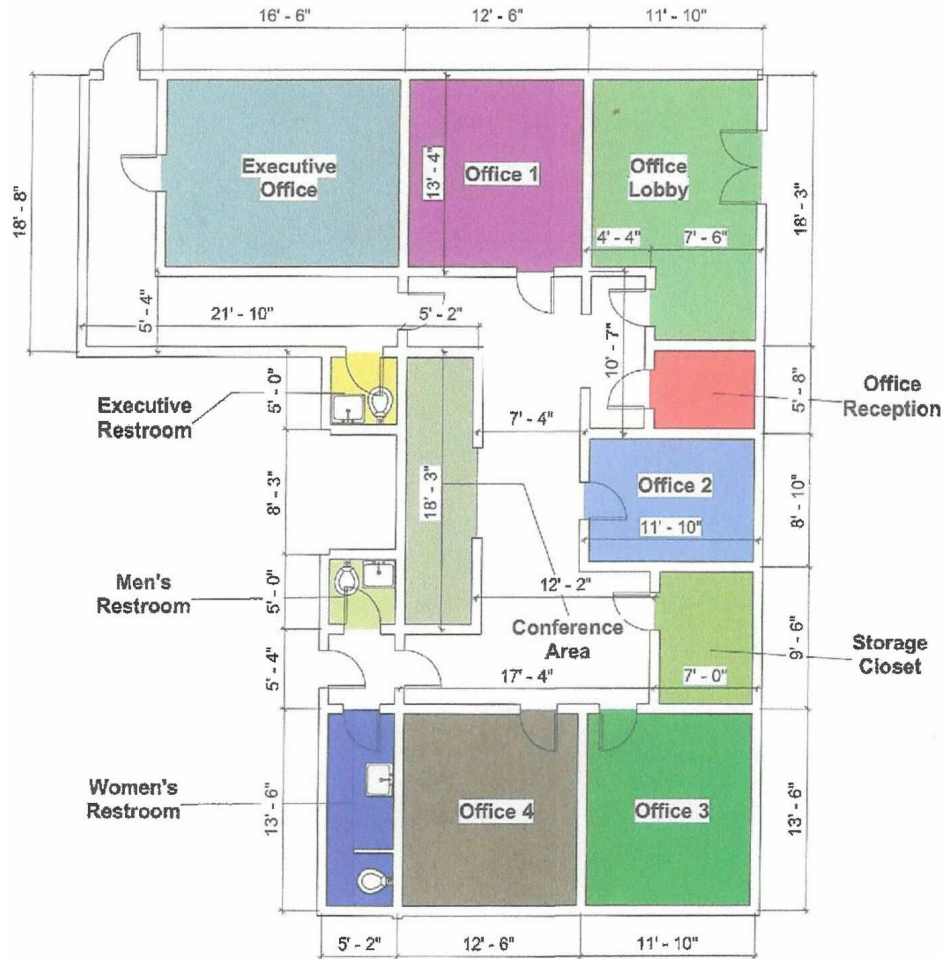 16' - 6"
12' - 6"
11' - 10"
Executive
Office
Office 1
13' - 4"
Office
Lobby
4' - 4"
7' - 6"
18' - 8"
18' - 3"
5' - 4"
21' - 10"
5' - 2"
10' - 7"
Executive
Restroom
5' - 0"
7' - 4"
5' - 8"
Office
Reception
8' - 3"
18' - 3"
Office 2
11' - 10"
8' - 10"
Men's
Restroom
5' - 0"
12' - 2"
Conference
Area
9' - 6"
Storage
Closet
5' - 4"
17' - 4"
7' - 0"
Women's
Restroom
13' - 6"
Office 4
Office 3
13' - 6"
5' - 2"
12' - 6"
11' - 10"